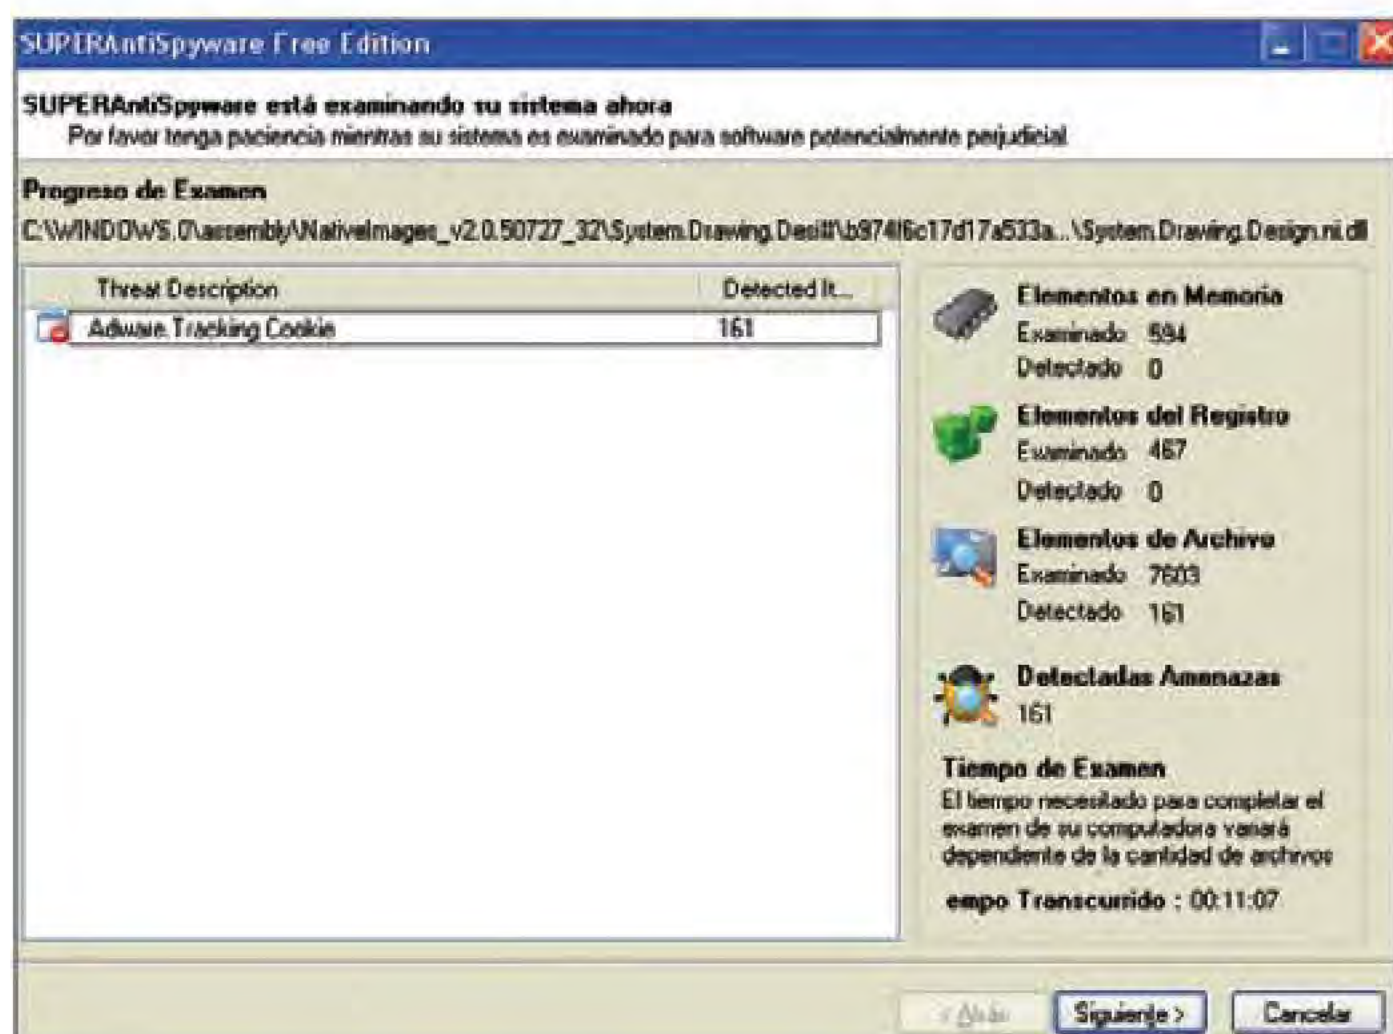 SUPERAntiSpyware Free Edition
SUPERAntiSpyware está examinando su sistema ahora
Por favor tenga paciencia mientras su sistema es examinado para software potencialmente perjudicial
Progreso de Examen
C:\WINDOWS.0\assembly\NativeImages_v2.0.50727_32\System.Drawing.Desi#\b974f6c17d17a533a...\System.Drawing.Design.ni.dll
Threat Description Detected It...
Adware.Tracking Cookie 161
Elementos en Memoria
Examinado 594
Detectado 0
Elementos del Registro
Examinado 467
Detectado 0
Elementos de Archivo
Examinado 7603
Detectado 161
Detectadas Amenazas
161
Tiempo de Examen
El tiempo necesitado para completar el
examen de su computadora variará
dependiente de la cantidad de archivos
empo Transcurrido : 00:11:07
< Atrás Siguiente > Cancelar